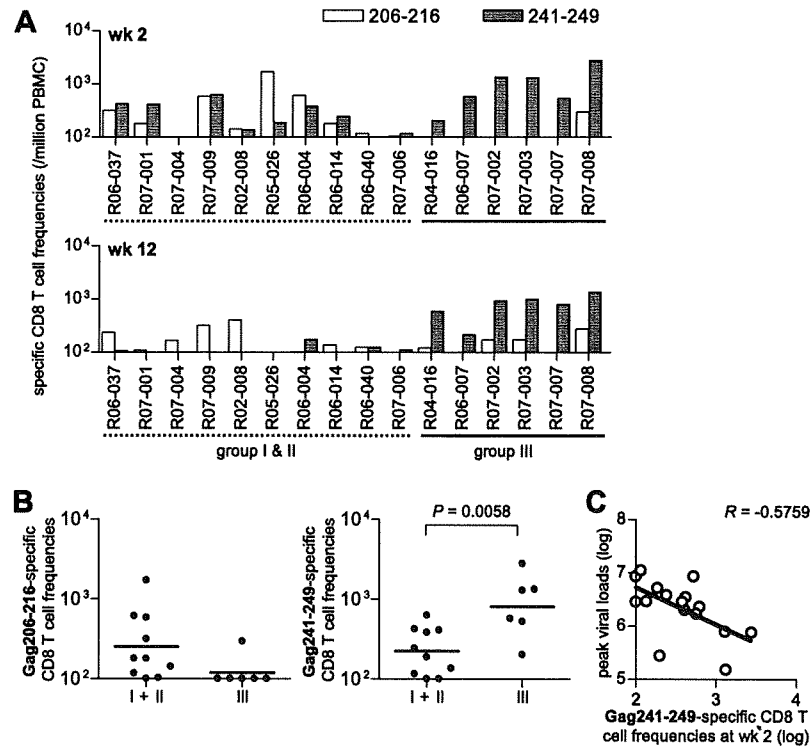 A
206-216
241-249
specific CD8 T cell frequencies (/million PBMC)
wk 2
10⁴
10³
10²
R06-037
R07-001
R07-004
R07-009
R02-008
R05-026
R06-004
R06-014
R06-040
R07-006
R04-016
R06-007
R07-002
R07-003
R07-007
R07-008
wk 12
10⁴
10³
10²
R06-037
R07-001
R07-004
R07-009
R02-008
R05-026
R06-004
R06-014
R06-040
R07-006
R04-016
R06-007
R07-002
R07-003
R07-007
R07-008
group I & II
group III
B
Gag206-216-specific
CD8 T cell frequencies
10⁴
10³
10²
I + II
III
Gag241-249-specific
CD8 T cell frequencies
10⁴
10³
10²
P = 0.0058
I + II
III
C
R = -0.5759
peak viral loads (log)
8
7
6
5
2
3
4
Gag241-249-specific CD8 T
cell frequencies at wk 2 (log)